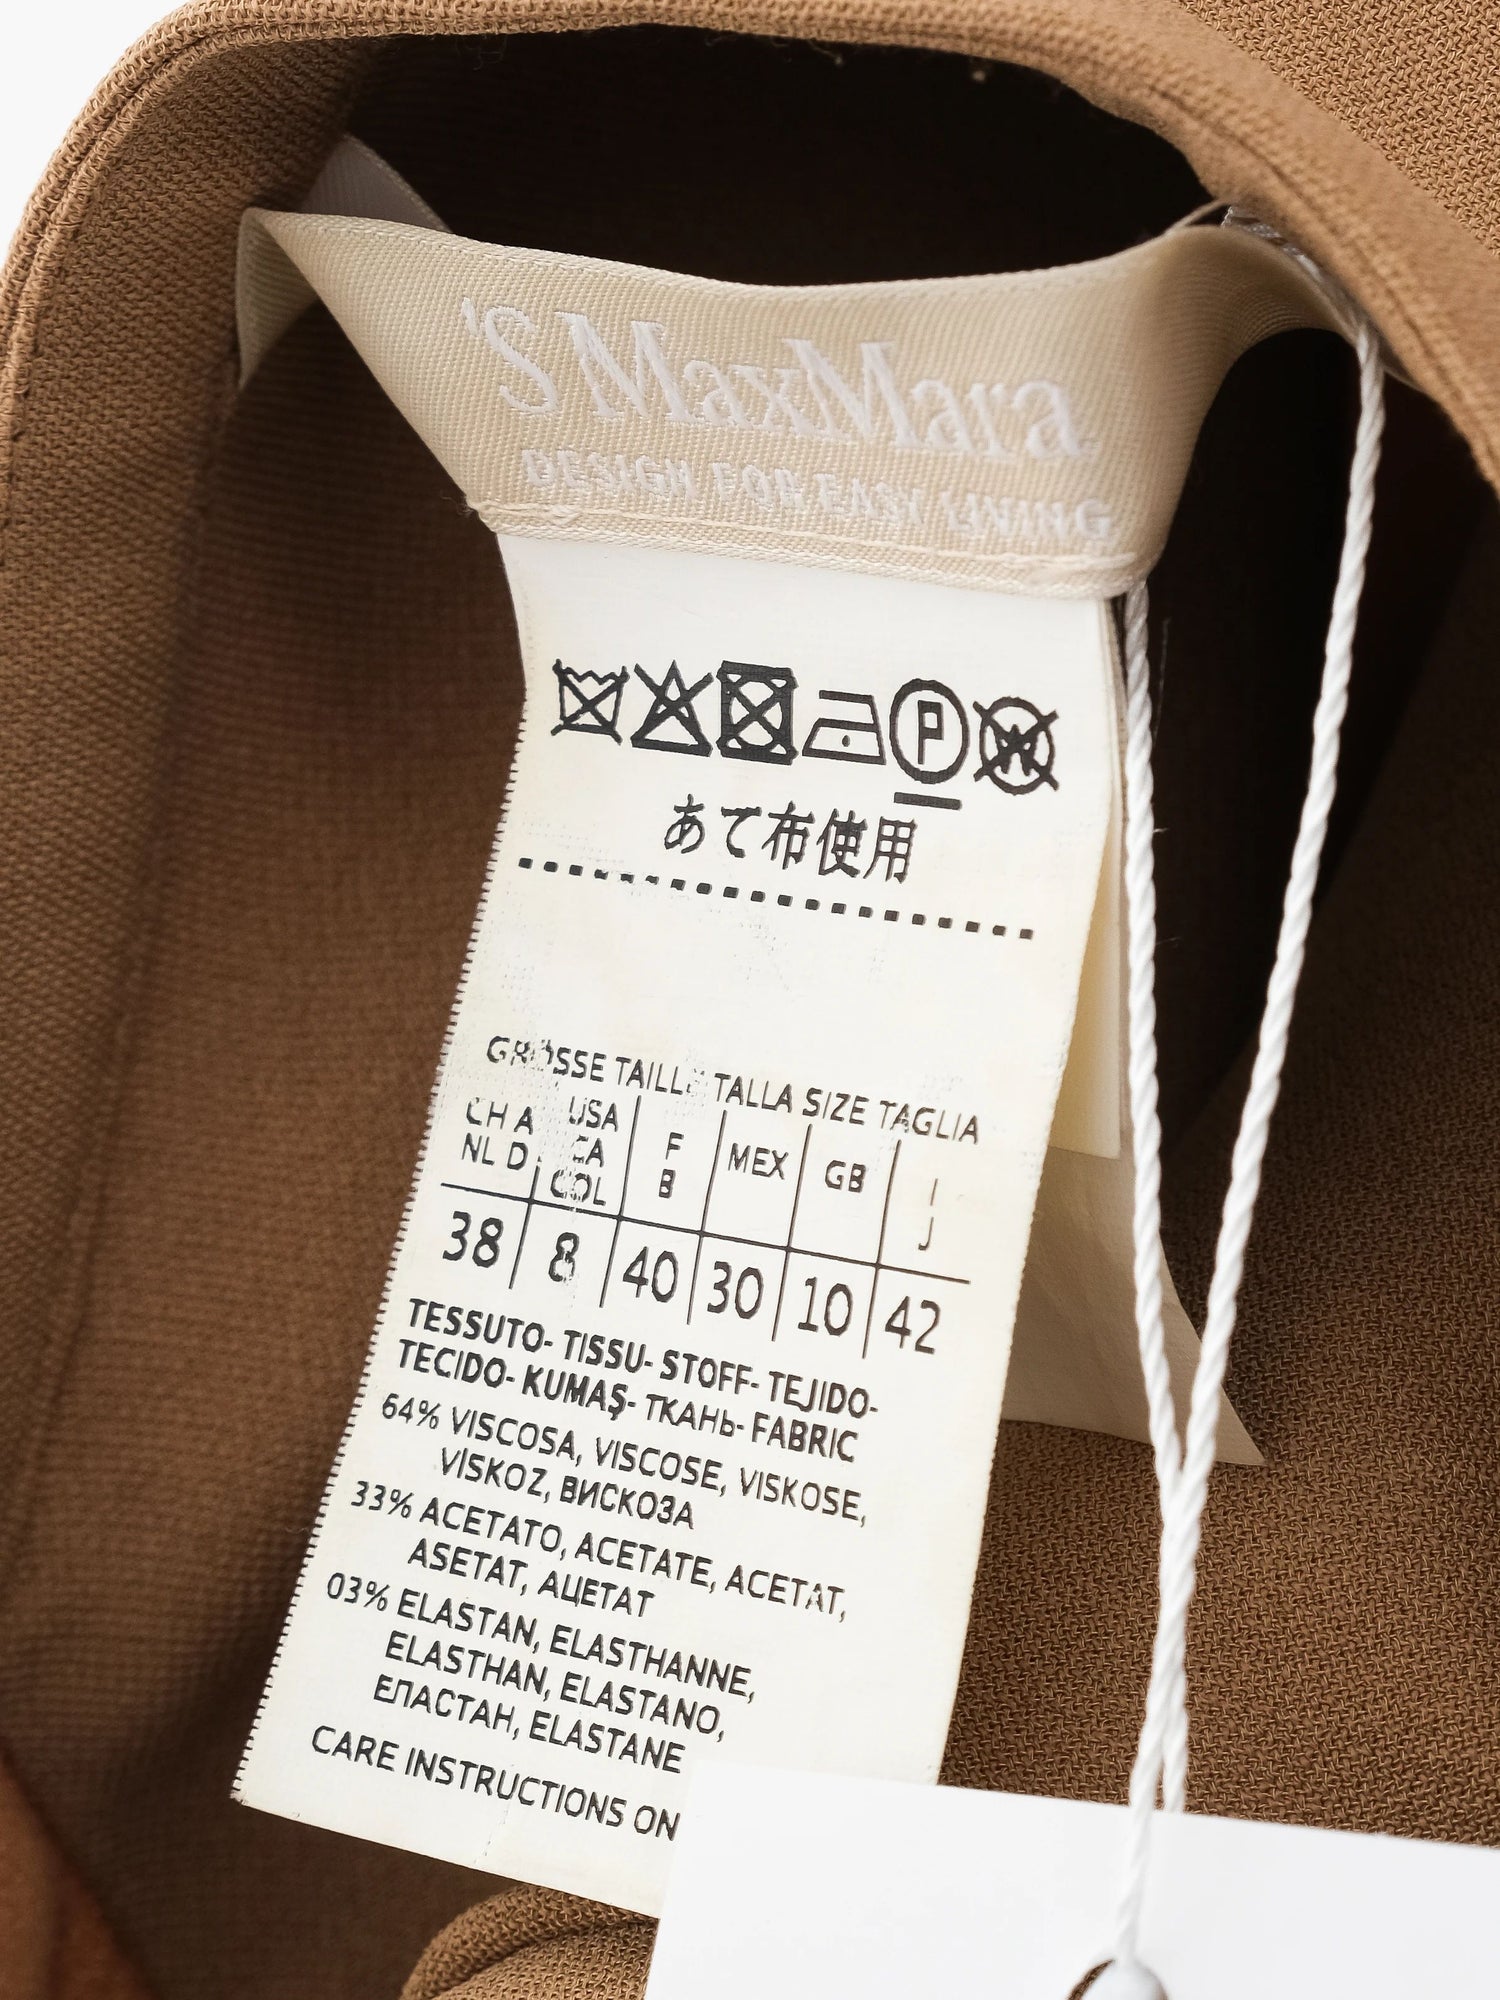 'S MaxMara
DESIGN FOR EASY LIVING
P W
あて布使用
GRÖSSE TAILLE TALLA SIZE TAGLIA
CH A NL D USA CA COL F B MEX GB I J
38 8 40 30 10 42
TESSUTO- TISSU- STOFF- TEJIDO-
TECIDO- KUMAŞ- ТКАНЬ- FABRIC
64% VISCOSA, VISCOSE, VISKOSE,
VISKOZ, ВИСКОЗА
33% ACETATO, ACETATE, ACETAT,
ASETAT, АЦЕТАТ
03% ELASTAN, ELASTHANNE,
ELASTHAN, ELASTANO,
ЕПАСТАН, ELASTANE
CARE INSTRUCTIONS ON